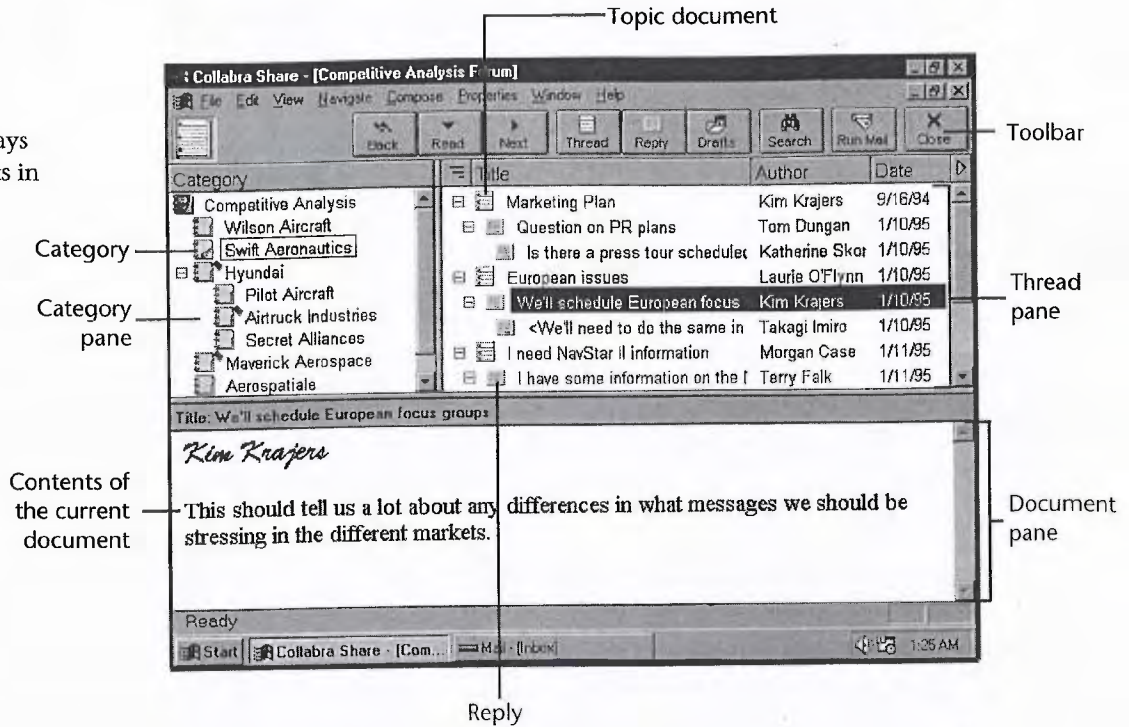 Topic document
Collabra Share - [Competitive Analysis Forum]
File Edit View Navigate Compose Properties Window Help
Back Read Next Thread Reply Drafts Search Run Mail Close
Toolbar
ays
ts in
Category Title Author Date
Competitive Analysis
Wilson Aircraft
Swift Aeronautics
Hyundai
Pilot Aircraft
Airtruck Industries
Secret Alliances
Maverick Aerospace
Aerospatiale
Category
Category
pane
Marketing Plan Kim Krajers 9/16/94
Question on PR plans Tom Dungan 1/10/95
Is there a press tour scheduled Katherine Skor 1/10/95
European issues Laurie O'Flynn 1/10/95
We'll schedule European focus Kim Krajers 1/10/95
<We'll need to do the same in Takagi Imiro 1/10/95
I need NavStar II information Morgan Case 1/11/95
I have some information on the Terry Falk 1/11/95
Thread
pane
Title: We'll schedule European focus groups
Kim Krajers
This should tell us a lot about any differences in what messages we should be
stressing in the different markets.
Contents of
the current
document
Document
pane
Ready
Start Collabra Share - [Com... Mail - [Inbox] 1:25 AM
Reply